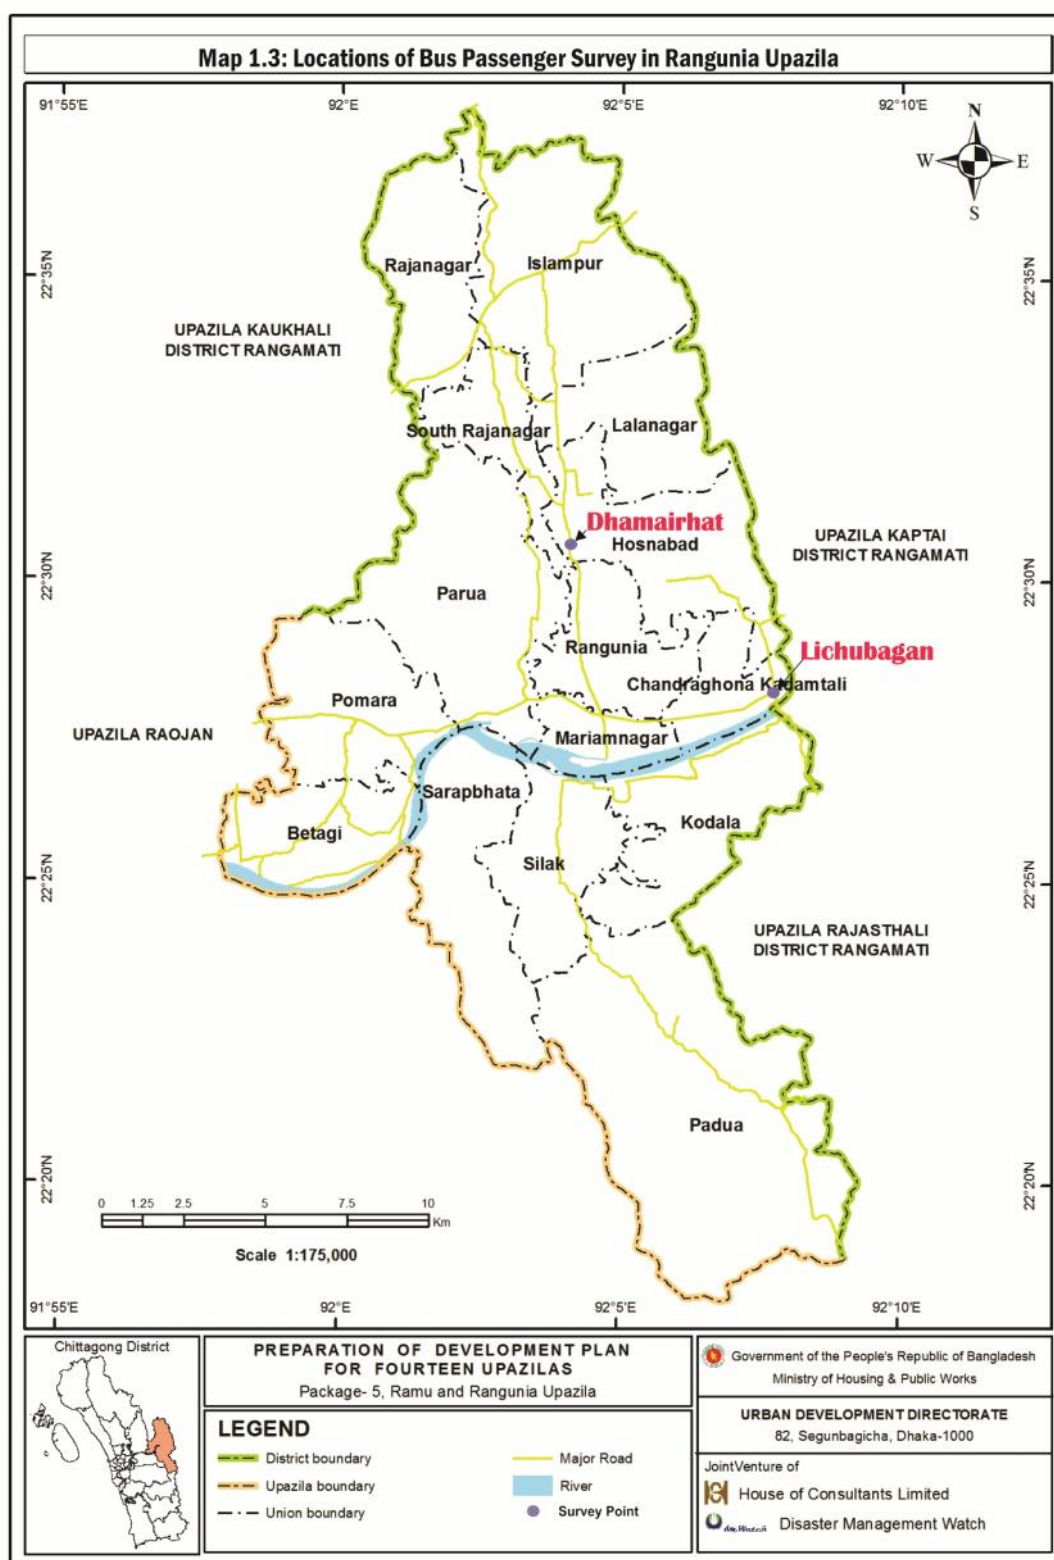 Map 1.3: Locations of Bus Passenger Survey in Rangunia Upazila
91°55'E
92°E
92°5'E
92°10'E
N
W
E
S
22°35'N
22°35'N
Rajanagar
Islampur
UPAZILA KAUKHALI
DISTRICT RANGAMATI
South Rajanagar
Lalanagar
Dhamairhat
Hosnabad
UPAZILA KAPTAI
DISTRICT RANGAMATI
22°30'N
22°30'N
Parua
Rangunia
Lichubagan
Chandraghona Kadamtali
Pomara
UPAZILA RAOJAN
Mariamnagar
Sarapbhata
Betagi
Kodala
Silak
22°25'N
22°25'N
UPAZILA RAJASTHALI
DISTRICT RANGAMATI
Padua
22°20'N
22°20'N
0 1.25 2.5 5 7.5 10
Km
Scale 1:175,000
91°55'E
92°E
92°5'E
92°10'E
Chittagong District
PREPARATION OF DEVELOPMENT PLAN
FOR FOURTEEN UPAZILAS
Package- 5, Ramu and Rangunia Upazila
LEGEND
District boundary
Upazila boundary
Union boundary
Major Road
River
Survey Point
Government of the People's Republic of Bangladesh
Ministry of Housing & Public Works
URBAN DEVELOPMENT DIRECTORATE
82, Segunbagicha, Dhaka-1000
JointVenture of
House of Consultants Limited
Disaster Management Watch